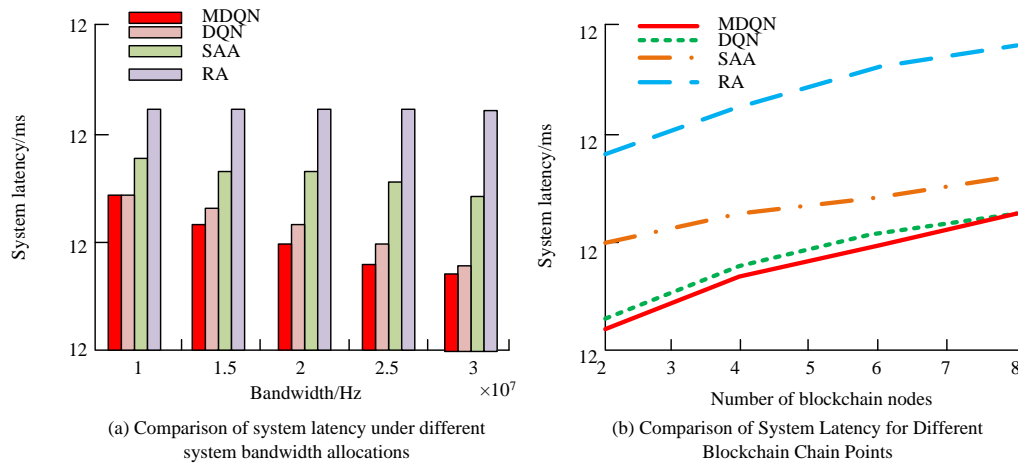 MDQN
DQN
SAA
RA
12
12
12
12
System latency/ms
1
1.5
2
2.5
3
Bandwidth/Hz
×10⁷
(a) Comparison of system latency under different
system bandwidth allocations
MDQN
DQN
SAA
RA
12
12
12
12
System latency/ms
2
3
4
5
6
7
8
Number of blockchain nodes
(b) Comparison of System Latency for Different
Blockchain Chain Points